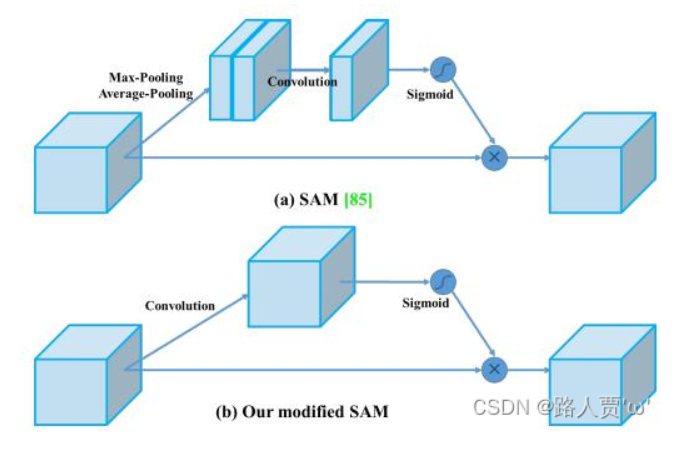 Max-Pooling
Average-Pooling
Convolution
Sigmoid
(a) SAM [85]
Convolution
Sigmoid
(b) Our modified SAM
CSDN @路人贾'ω'